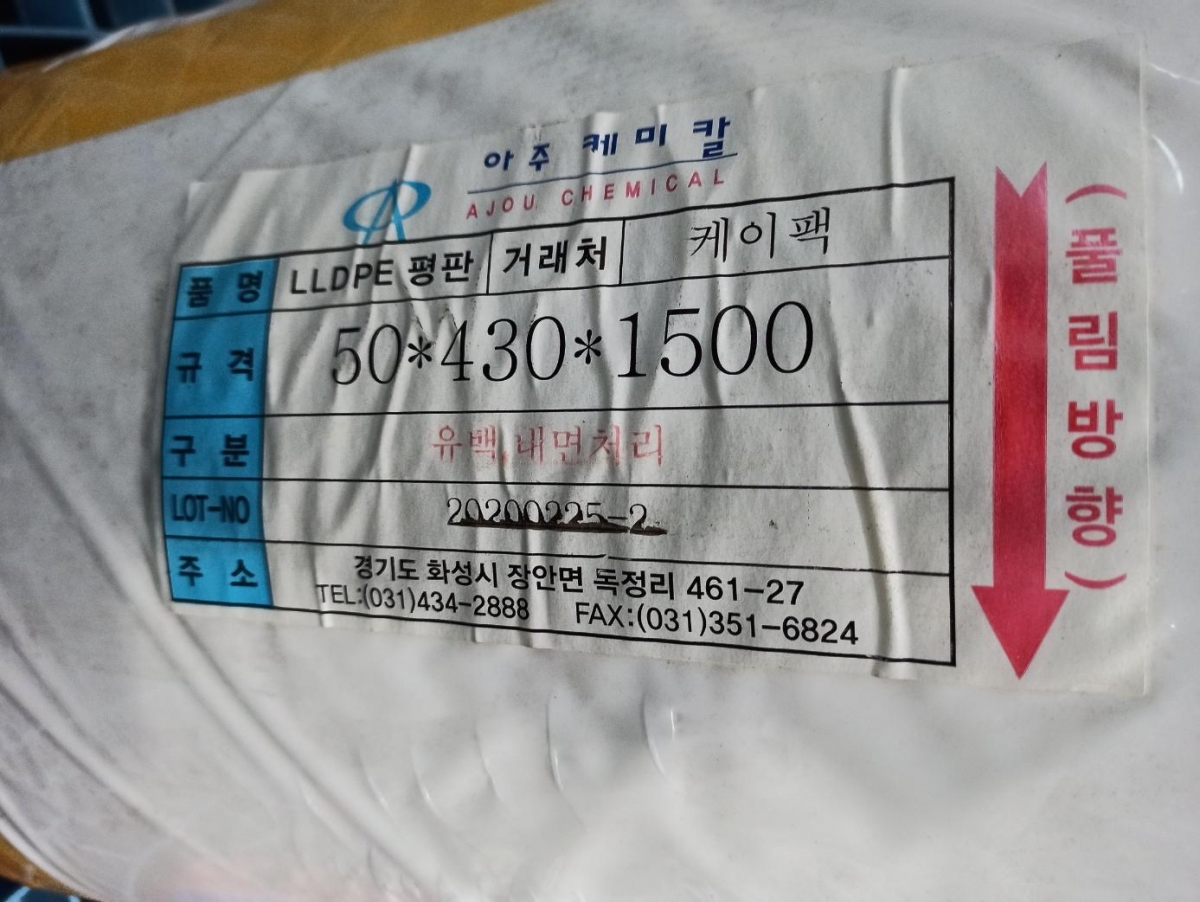 아주케미칼
AJOU CHEMICAL
품 명 LLDPE 평판 거래처 케이팩
규 격 50*430*1500
구 분 유백,내면처리
LOT-NO 20200225-2
주 소 경기도 화성시 장안면 독정리 461-27
TEL:(031)434-2888 FAX:(031)351-6824
(풀림방향)